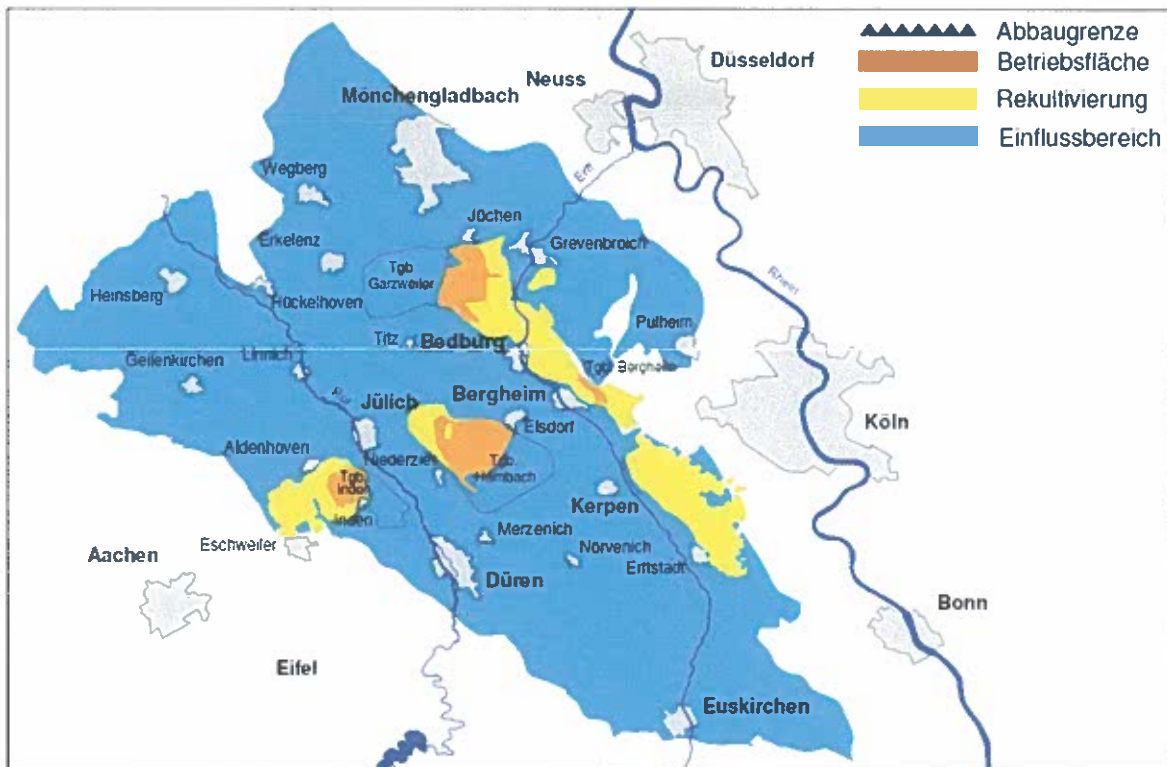 Abbaugrenze
Betriebsfläche
Rekultivierung
Einflussbereich
Düsseldorf
Neuss
Mönchengladbach
Wegberg
Erft
Jüchen
Erkelenz
Grevenbroich
Tgb
Garzweiler
Heinsberg
Hückelhoven
Rhein
Pulheim
Titz
Bedburg
Geilenkirchen
Linnich
Tgb. Bergheim
Rur
Bergheim
Jülich
Elsdorf
Köln
Aldenhoven
Niederzier
Tgb.
Hambach
Tgb.
Inden
Inden
Kerpen
Merzenich
Eschweiler
Nörvenich
Aachen
Erftstadt
Düren
Bonn
Eifel
Euskirchen